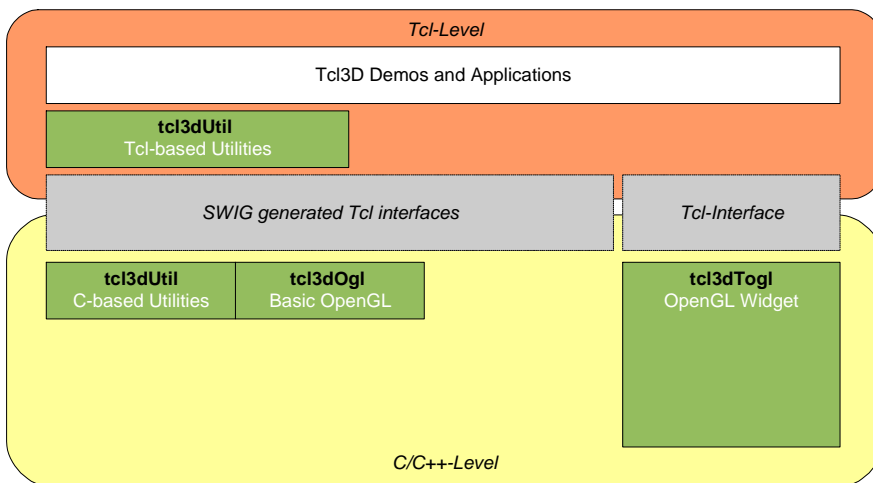 Tcl-Level
Tcl3D Demos and Applications
tcl3dUtil
Tcl-based Utilities
SWIG generated Tcl interfaces
Tcl-Interface
tcl3dUtil
C-based Utilities
tcl3dOgl
Basic OpenGL
tcl3dTogl
OpenGL Widget
C/C++-Level